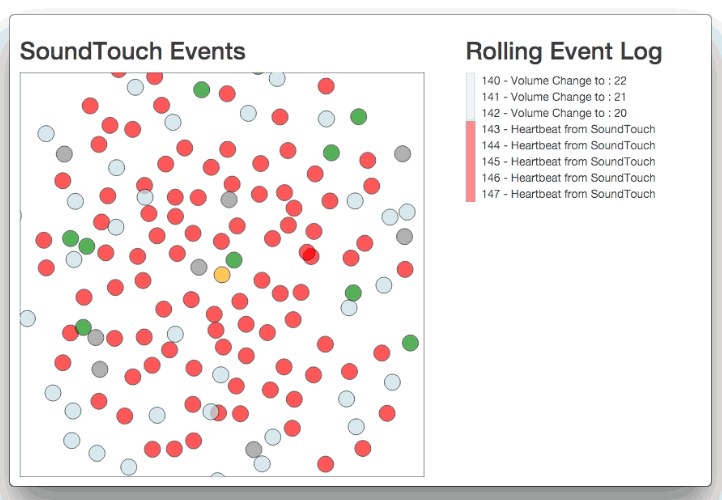 SoundTouch Events
Rolling Event Log
140 - Volume Change to : 22
141 - Volume Change to : 21
142 - Volume Change to : 20
143 - Heartbeat from SoundTouch
144 - Heartbeat from SoundTouch
145 - Heartbeat from SoundTouch
146 - Heartbeat from SoundTouch
147 - Heartbeat from SoundTouch